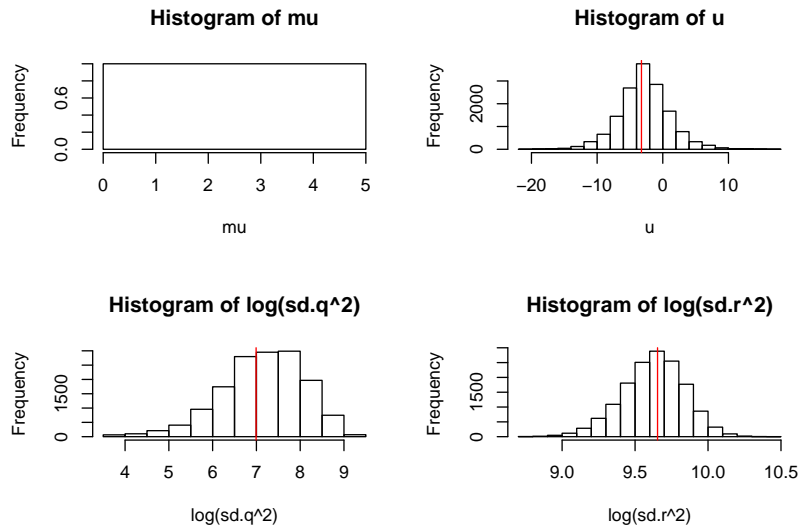 Histogram of mu
Frequency
0.0 0.6
0 1 2 3 4 5
mu
Histogram of u
Frequency
0 2000
−20 −10 0 10
u
Histogram of log(sd.q^2)
Frequency
0 1500
4 5 6 7 8 9
log(sd.q^2)
Histogram of log(sd.r^2)
Frequency
0 1500
9.0 9.5 10.0 10.5
log(sd.r^2)